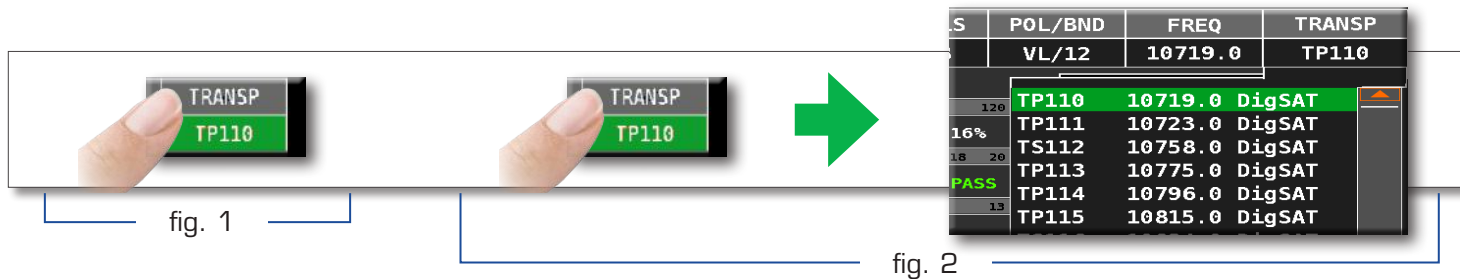 TRANSP
TP110
fig. 1
TRANSP
TP110
POL/BND FREQ TRANSP
VL/12 10719.0 TP110
120 TP110 10719.0 DigSAT
16% TP111 10723.0 DigSAT
18 20 TS112 10758.0 DigSAT
TP113 10775.0 DigSAT
PASS TP114 10796.0 DigSAT
13 TP115 10815.0 DigSAT
fig. 2